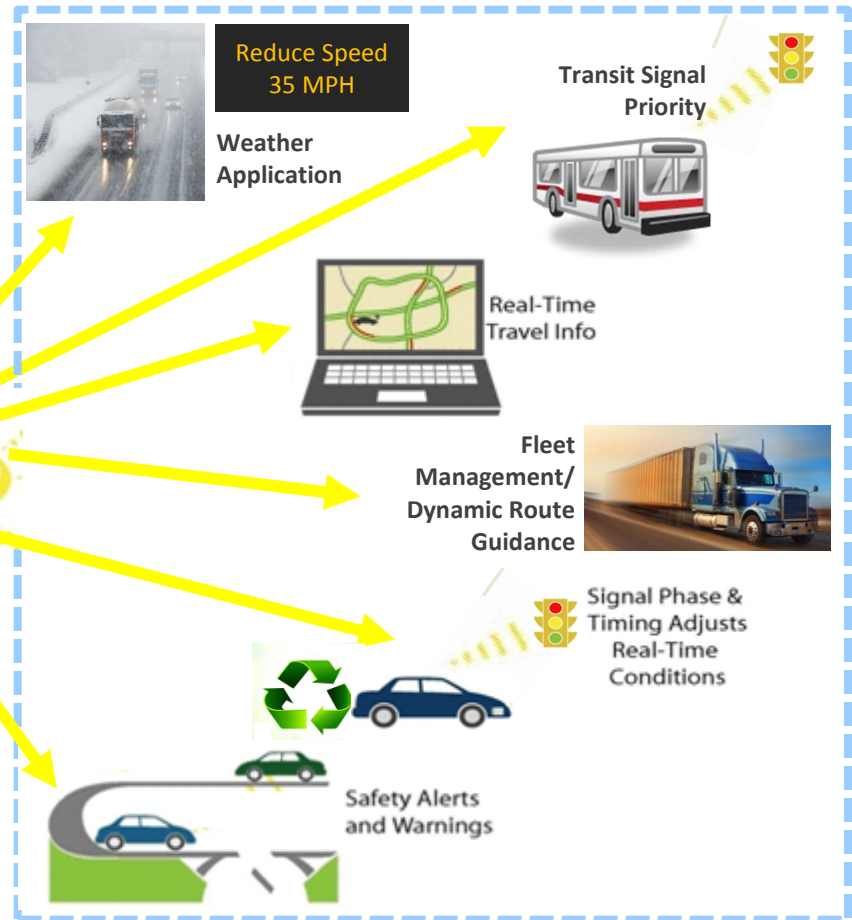 Reduce Speed
35 MPH
Weather
Application
Transit Signal
Priority
Real-Time
Travel Info
Fleet
Management/
Dynamic Route
Guidance
Signal Phase &
Timing Adjusts
Real-Time
Conditions
Safety Alerts
and Warnings